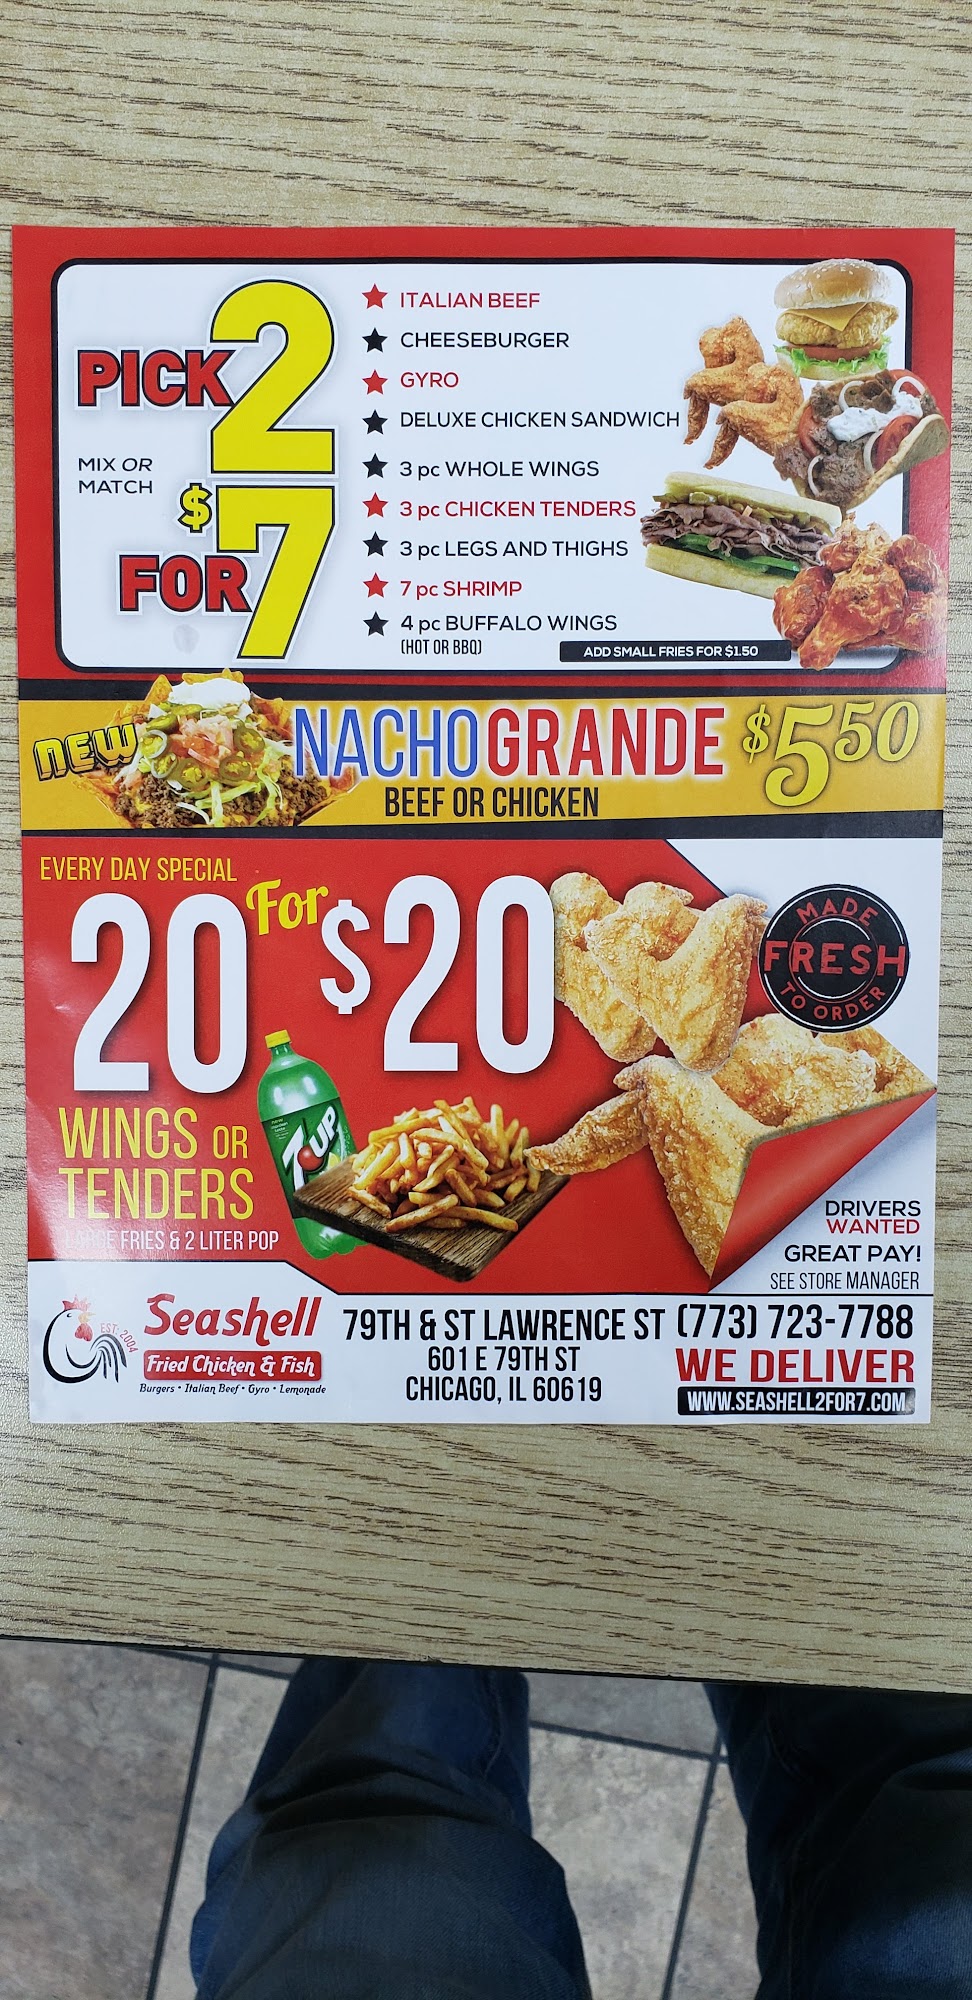 PICK 2
MIX OR
MATCH
FOR $7
ITALIAN BEEF
CHEESEBURGER
GYRO
DELUXE CHICKEN SANDWICH
3 pc WHOLE WINGS
3 pc CHICKEN TENDERS
3 pc LEGS AND THIGHS
7 pc SHRIMP
4 pc BUFFALO WINGS
(HOT OR BBQ)
ADD SMALL FRIES FOR $1.50
NEW
NACHO GRANDE $5.50
BEEF OR CHICKEN
EVERY DAY SPECIAL
20 For $20
MADE
FRESH
TO ORDER
7UP
WINGS OR
TENDERS
LARGE FRIES & 2 LITER POP
DRIVERS
WANTED
GREAT PAY!
SEE STORE MANAGER
EST. 2004
Seashell
Fried Chicken & Fish
Burgers • Italian Beef • Gyro • Lemonade
79TH & ST LAWRENCE ST
601 E 79TH ST
CHICAGO, IL 60619
(773) 723-7788
WE DELIVER
WWW.SEASHELL2FOR7.COM